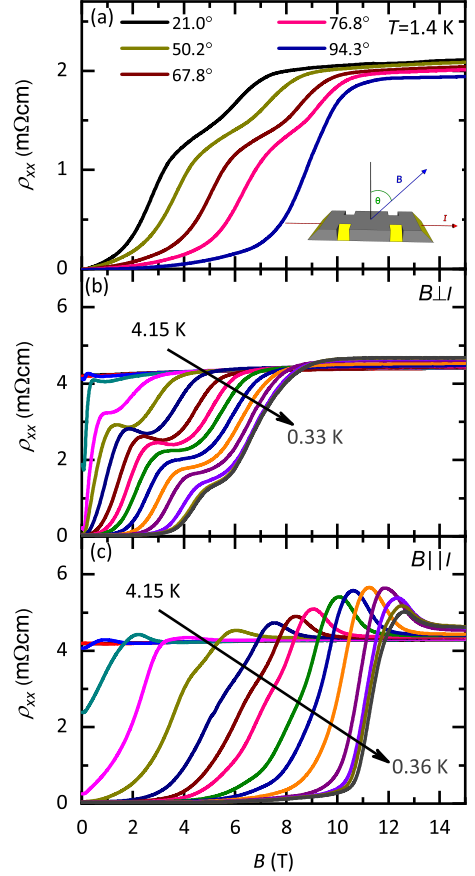 (a)
21.0° 76.8° T=1.4 K
50.2° 94.3°
67.8°
2
1
0
ρxx (mΩcm)
B
θ
I
(b)
B⊥I
4.15 K
0.33 K
6
4
2
0
ρxx (mΩcm)
(c)
B||I
4.15 K
0.36 K
6
4
2
0
ρxx (mΩcm)
0 2 4 6 8 10 12 14
B (T)